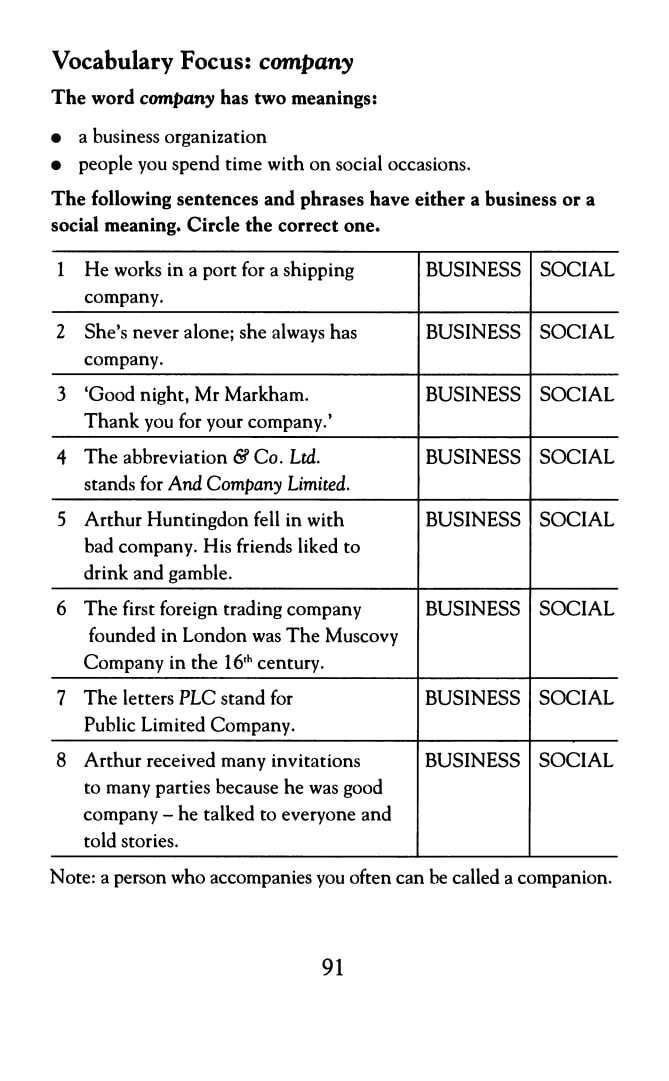 Vocabulary Focus: company
The word company has two meanings:
• a business organization
• people you spend time with on social occasions.
The following sentences and phrases have either a business or a
social meaning. Circle the correct one.
1 He works in a port for a shipping BUSINESS SOCIAL
company.
2 She's never alone; she always has BUSINESS SOCIAL
company.
3 ‘Good night, Mr Markham. BUSINESS SOCIAL
Thank you for your company.’
4 The abbreviation & Co. Ltd. BUSINESS SOCIAL
stands for And Company Limited.
5 Arthur Huntingdon fell in with BUSINESS SOCIAL
bad company. His friends liked to
drink and gamble.
6 The first foreign trading company BUSINESS SOCIAL
founded in London was The Muscovy
Company in the 16th century.
7 The letters PLC stand for BUSINESS SOCIAL
Public Limited Company.
8 Arthur received many invitations BUSINESS SOCIAL
to many parties because he was good
company – he talked to everyone and
told stories.
Note: a person who accompanies you often can be called a companion.
91